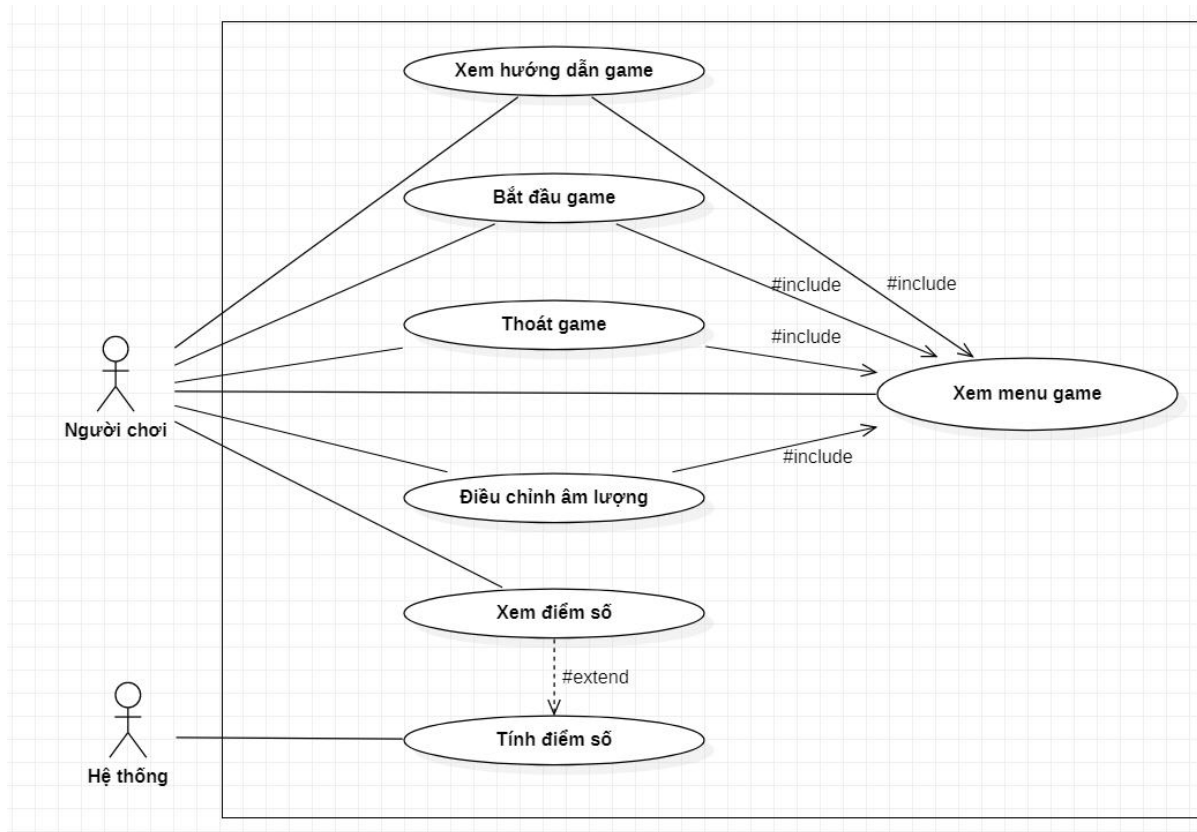 Xem hướng dẫn game
Bắt đầu game
#include
#include
Thoát game
#include
Xem menu game
Người chơi
#include
Điều chỉnh âm lượng
Xem điểm số
#extend
Tính điểm số
Hệ thống